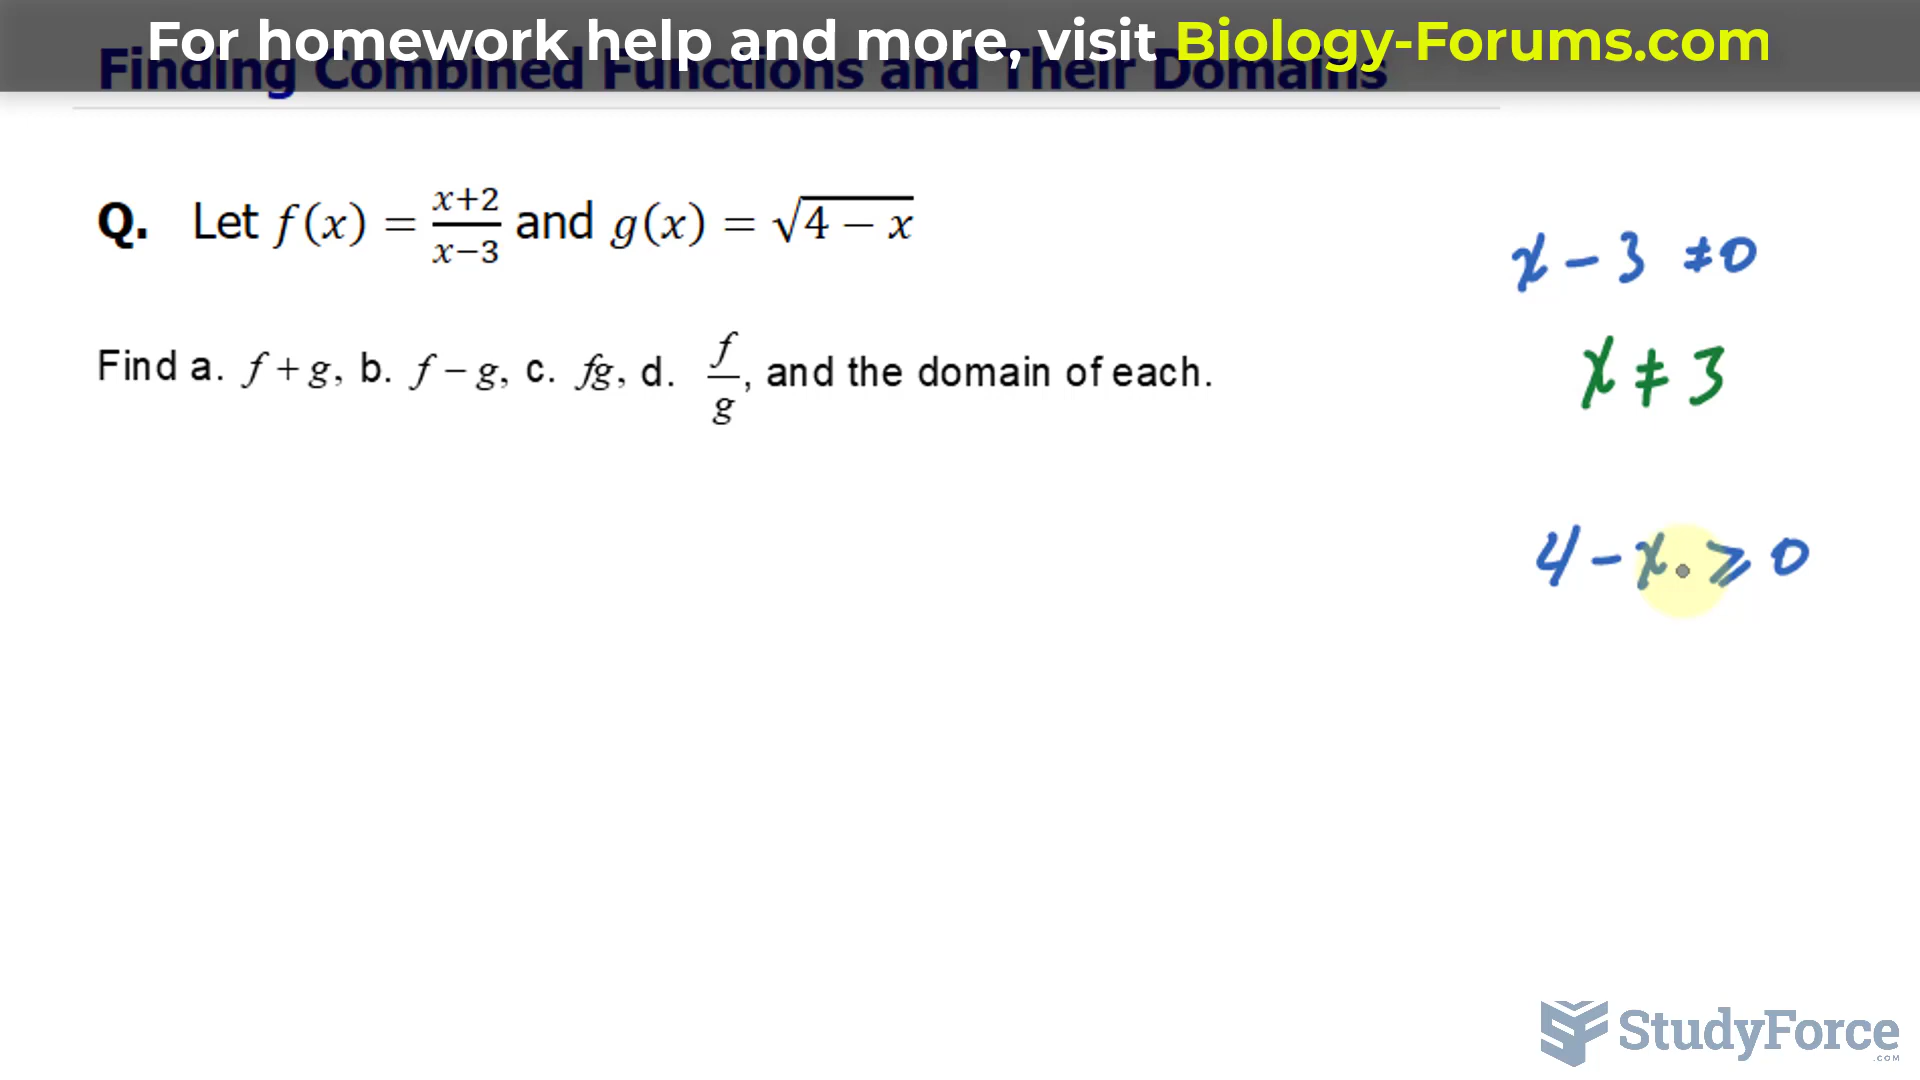 For homework help and more, visit Biology-Forums.com
Finding Combined Functions and Their Domains
Q. Let f(x) = x+2/x−3 and g(x) = √4 − x
x − 3 ≠ 0
Find a. f + g, b. f − g, c. fg, d. f/g, and the domain of each.
x ≠ 3
4 − x ⩾ 0
StudyForce
.COM